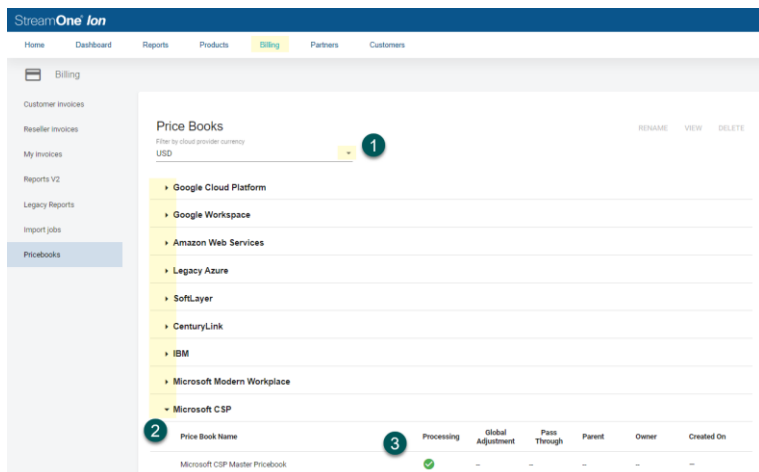 StreamOne® Ion
Home Dashboard Reports Products Billing Partners Customers
Billing
Customer invoices
Reseller invoices
My invoices
Reports V2
Legacy Reports
Import jobs
Pricebooks
Price Books
RENAME VIEW DELETE
Filter by cloud provider currency
USD
1
Google Cloud Platform
Google Workspace
Amazon Web Services
Legacy Azure
SoftLayer
CenturyLink
IBM
Microsoft Modern Workplace
Microsoft CSP
2
3
Price Book Name Processing Global Adjustment Pass Through Parent Owner Created On
Microsoft CSP Master Pricebook – – – – –